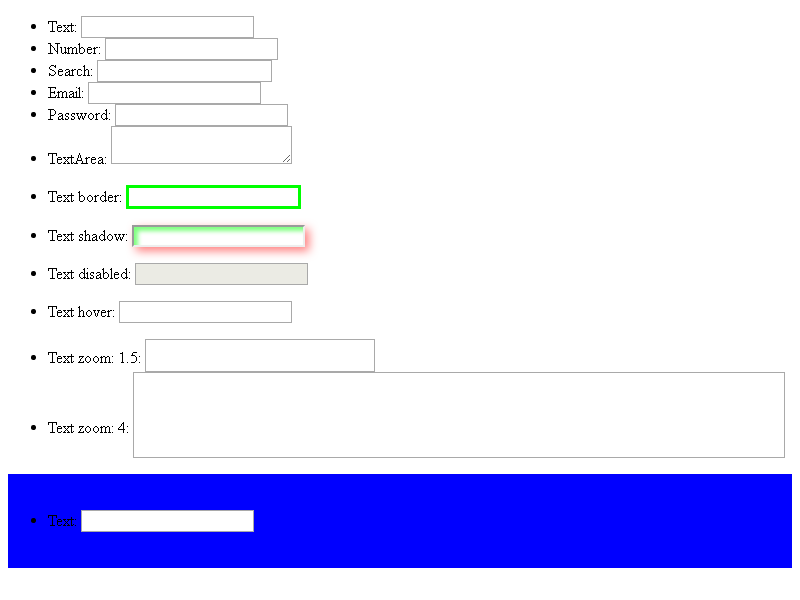 Text:
Number:
Search:
Email:
Password:
TextArea:
Text border:
Text shadow:
Text disabled:
Text hover:
Text zoom: 1.5:
Text zoom: 4:
Text: